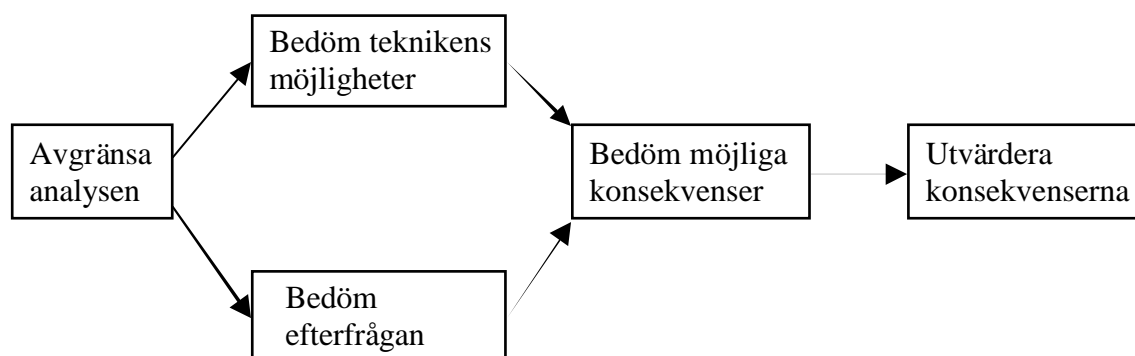 Avgränsa
analysen
Bedöm teknikens
möjligheter
Bedöm
efterfrågan
Bedöm möjliga
konsekvenser
Utvärdera
konsekvenserna